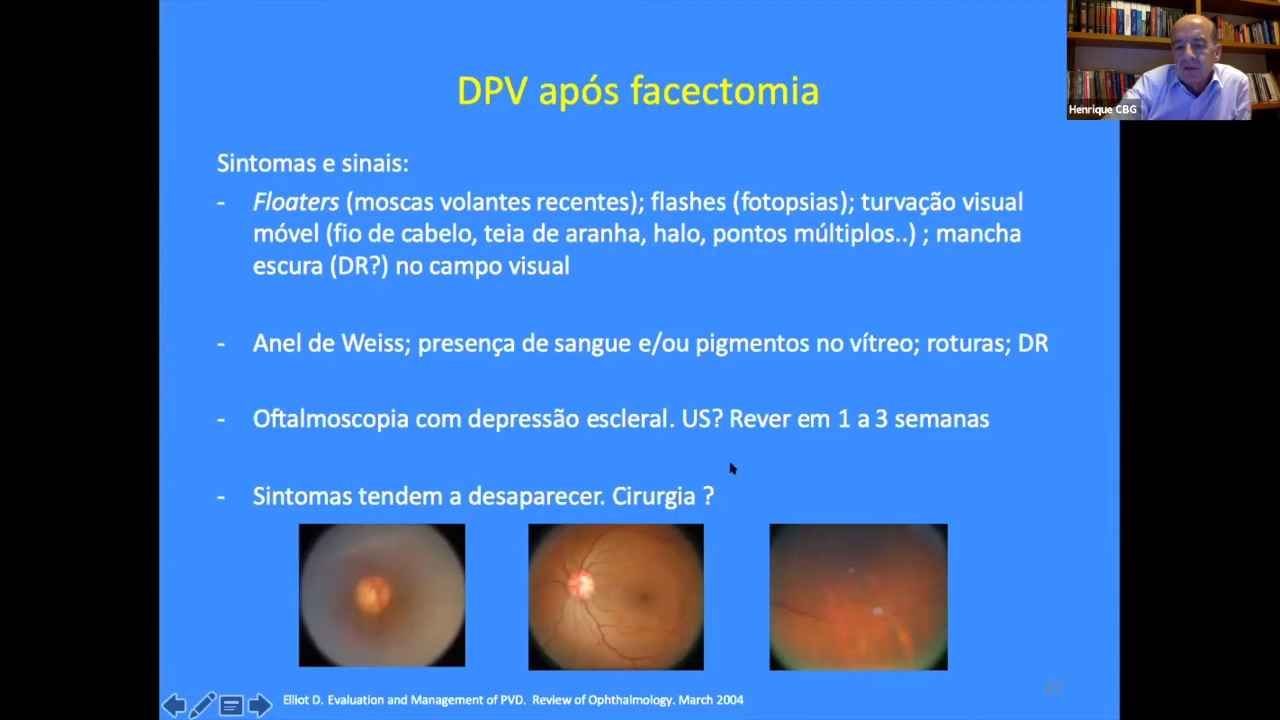 DPV após facectomia
Henrique CBG
Sintomas e sinais:
- Floaters (moscas volantes recentes); flashes (fotopsias); turvação visual
móvel (fio de cabelo, teia de aranha, halo, pontos múltiplos..) ; mancha
escura (DR?) no campo visual
- Anel de Weiss; presença de sangue e/ou pigmentos no vítreo; roturas; DR
- Oftalmoscopia com depressão escleral. US? Rever em 1 a 3 semanas
- Sintomas tendem a desaparecer. Cirurgia ?
Elliot D. Evaluation and Management of PVD. Review of Ophthalmology. March 2004